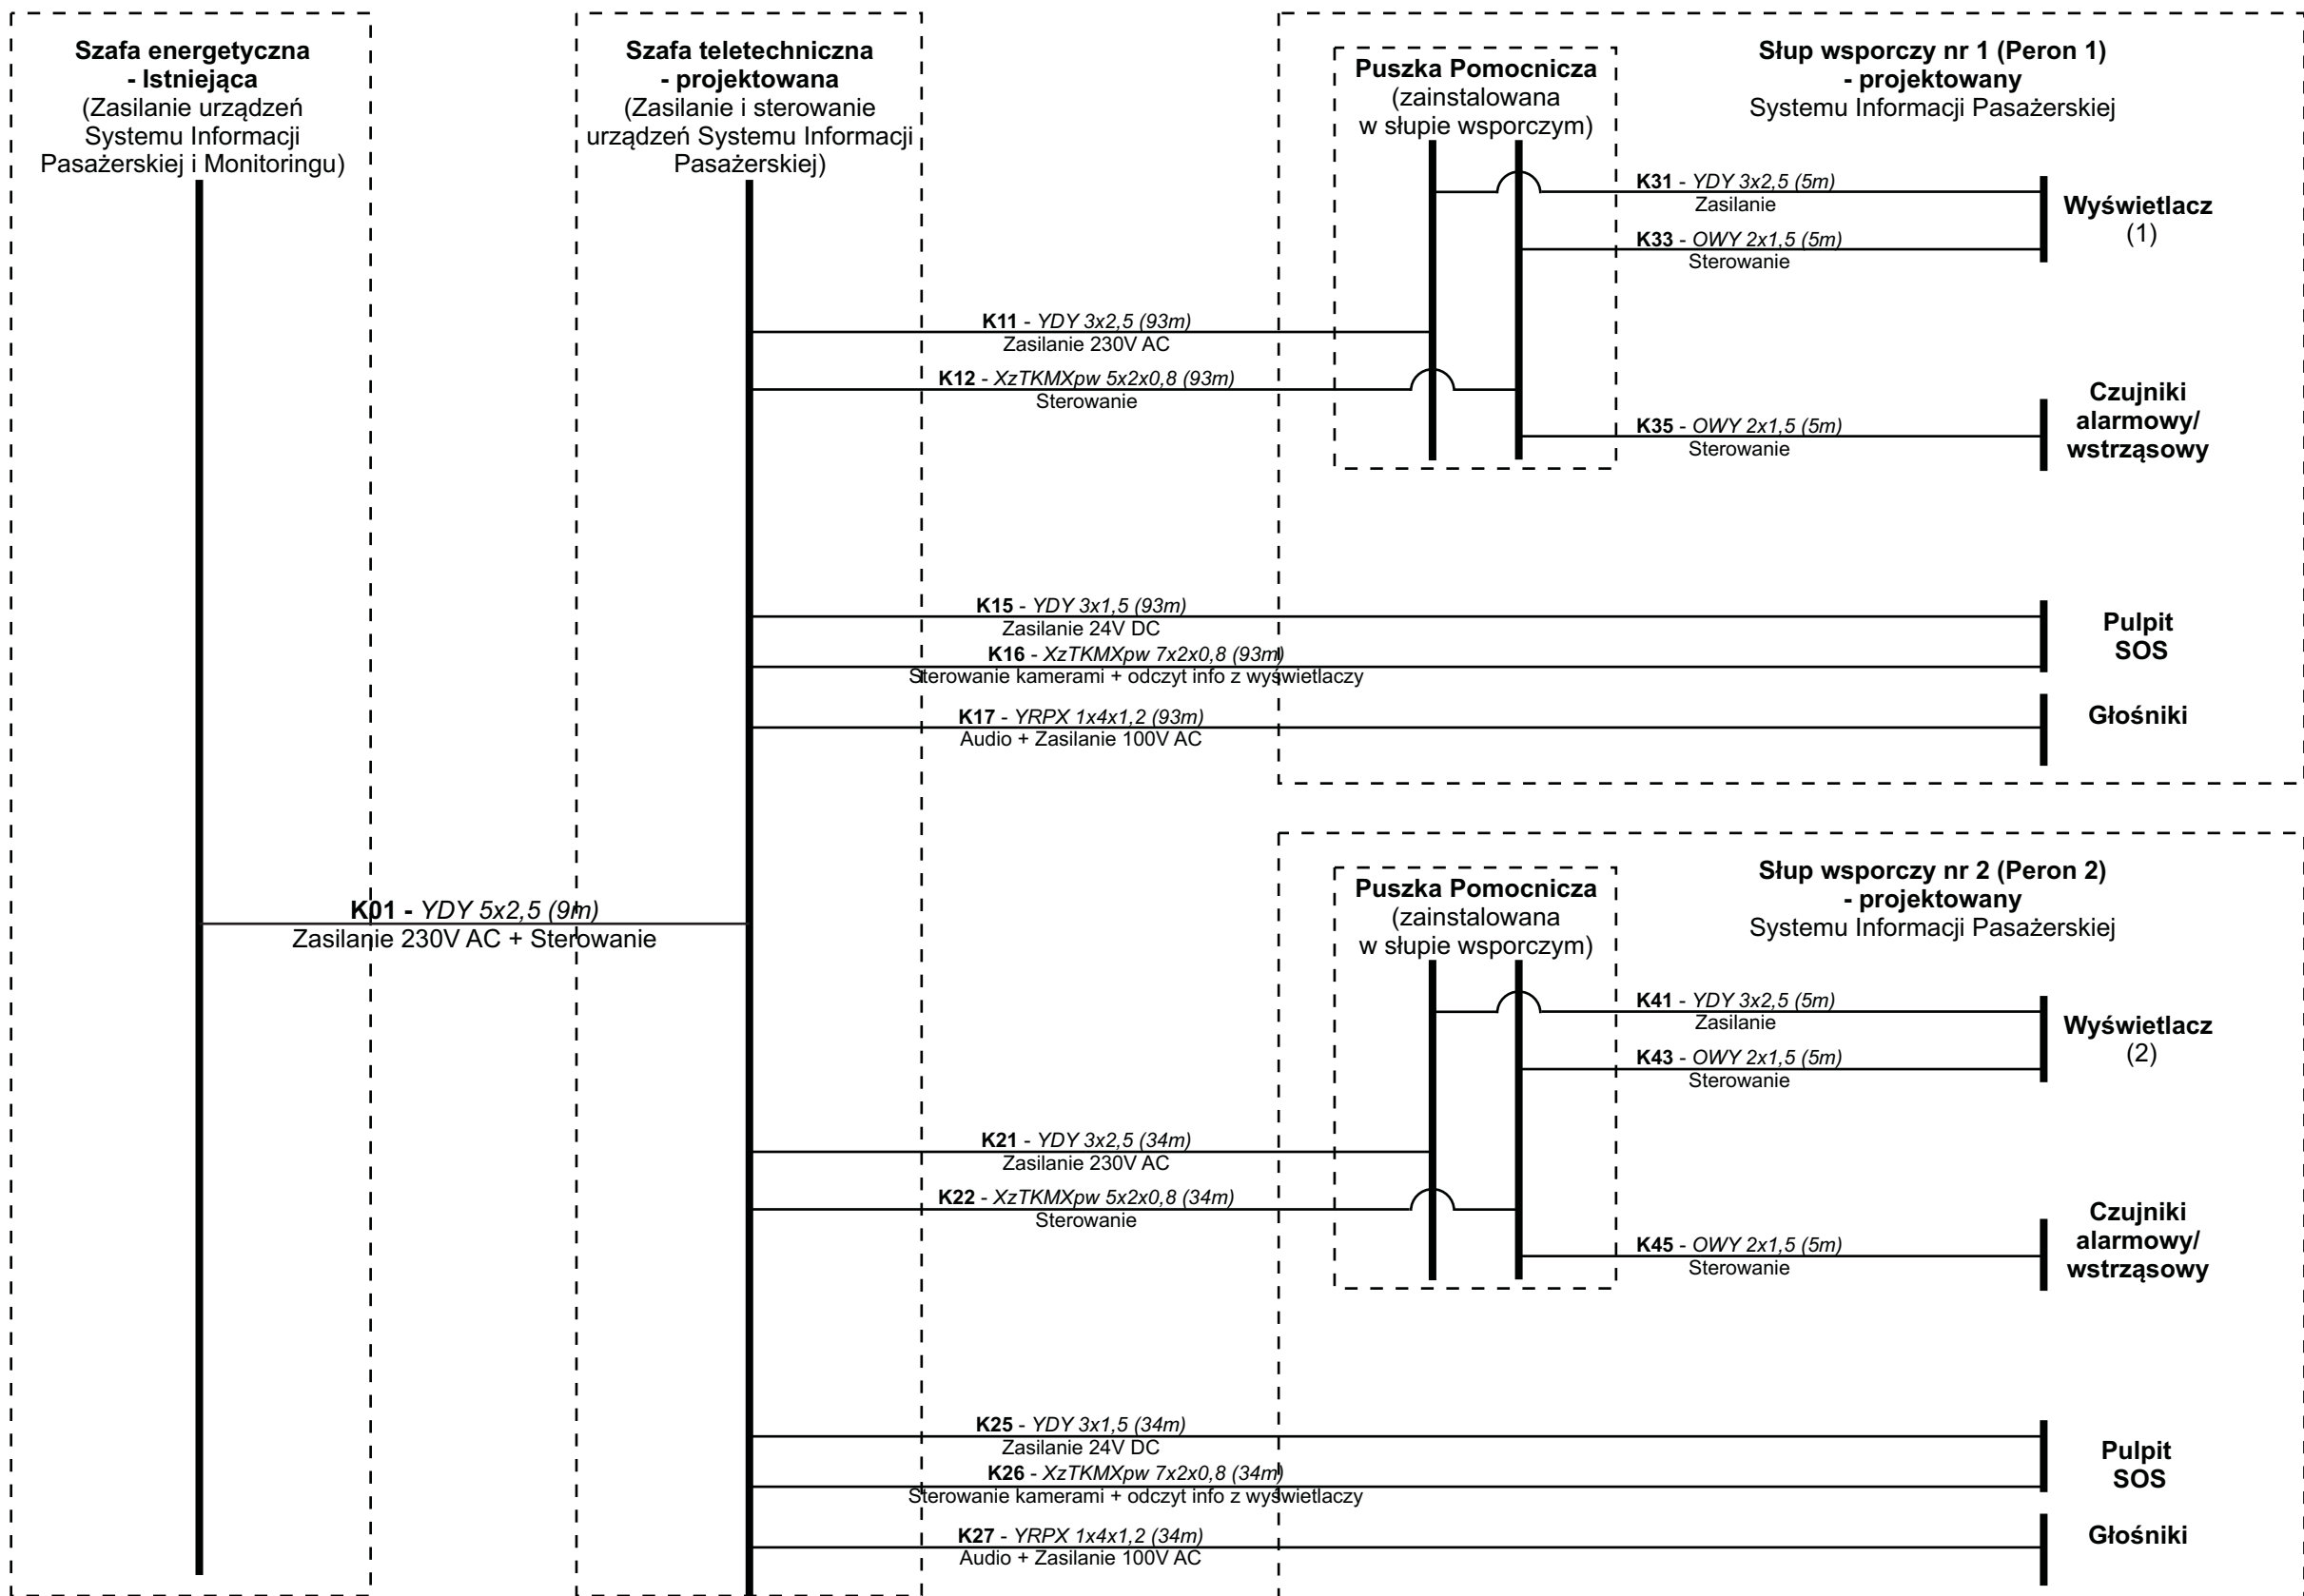 Szafa energetyczna
- Istniejąca
(Zasilanie urządzeń
Systemu Informacji
Pasażerskiej i Monitoringu)
Szafa teletechniczna
- projektowana
(Zasilanie i sterowanie
urządzeń Systemu Informacji
Pasażerskiej)
Puszka Pomocnicza
(zainstalowana
w słupie wsporczym)
Słup wsporczy nr 1 (Peron 1)
- projektowany
Systemu Informacji Pasażerskiej
K31 - YDY 3x2,5 (5m)
Zasilanie
K33 - OWY 2x1,5 (5m)
Sterowanie
Wyświetlacz
(1)
K11 - YDY 3x2,5 (93m)
Zasilanie 230V AC
K12 - XzTKMXpw 5x2x0,8 (93m)
Sterowanie
K35 - OWY 2x1,5 (5m)
Sterowanie
Czujniki
alarmowy/
wstrząsowy
K15 - YDY 3x1,5 (93m)
Zasilanie 24V DC
K16 - XzTKMXpw 7x2x0,8 (93m)
Sterowanie kamerami + odczyt info z wyświetlaczy
Pulpit
SOS
K17 - YRPX 1x4x1,2 (93m)
Audio + Zasilanie 100V AC
Głośniki
K01 - YDY 5x2,5 (9m)
Zasilanie 230V AC + Sterowanie
Puszka Pomocnicza
(zainstalowana
w słupie wsporczym)
Słup wsporczy nr 2 (Peron 2)
- projektowany
Systemu Informacji Pasażerskiej
K41 - YDY 3x2,5 (5m)
Zasilanie
K43 - OWY 2x1,5 (5m)
Sterowanie
Wyświetlacz
(2)
K21 - YDY 3x2,5 (34m)
Zasilanie 230V AC
K22 - XzTKMXpw 5x2x0,8 (34m)
Sterowanie
K45 - OWY 2x1,5 (5m)
Sterowanie
Czujniki
alarmowy/
wstrząsowy
K25 - YDY 3x1,5 (34m)
Zasilanie 24V DC
K26 - XzTKMXpw 7x2x0,8 (34m)
Sterowanie kamerami + odczyt info z wyświetlaczy
Pulpit
SOS
K27 - YRPX 1x4x1,2 (34m)
Audio + Zasilanie 100V AC
Głośniki